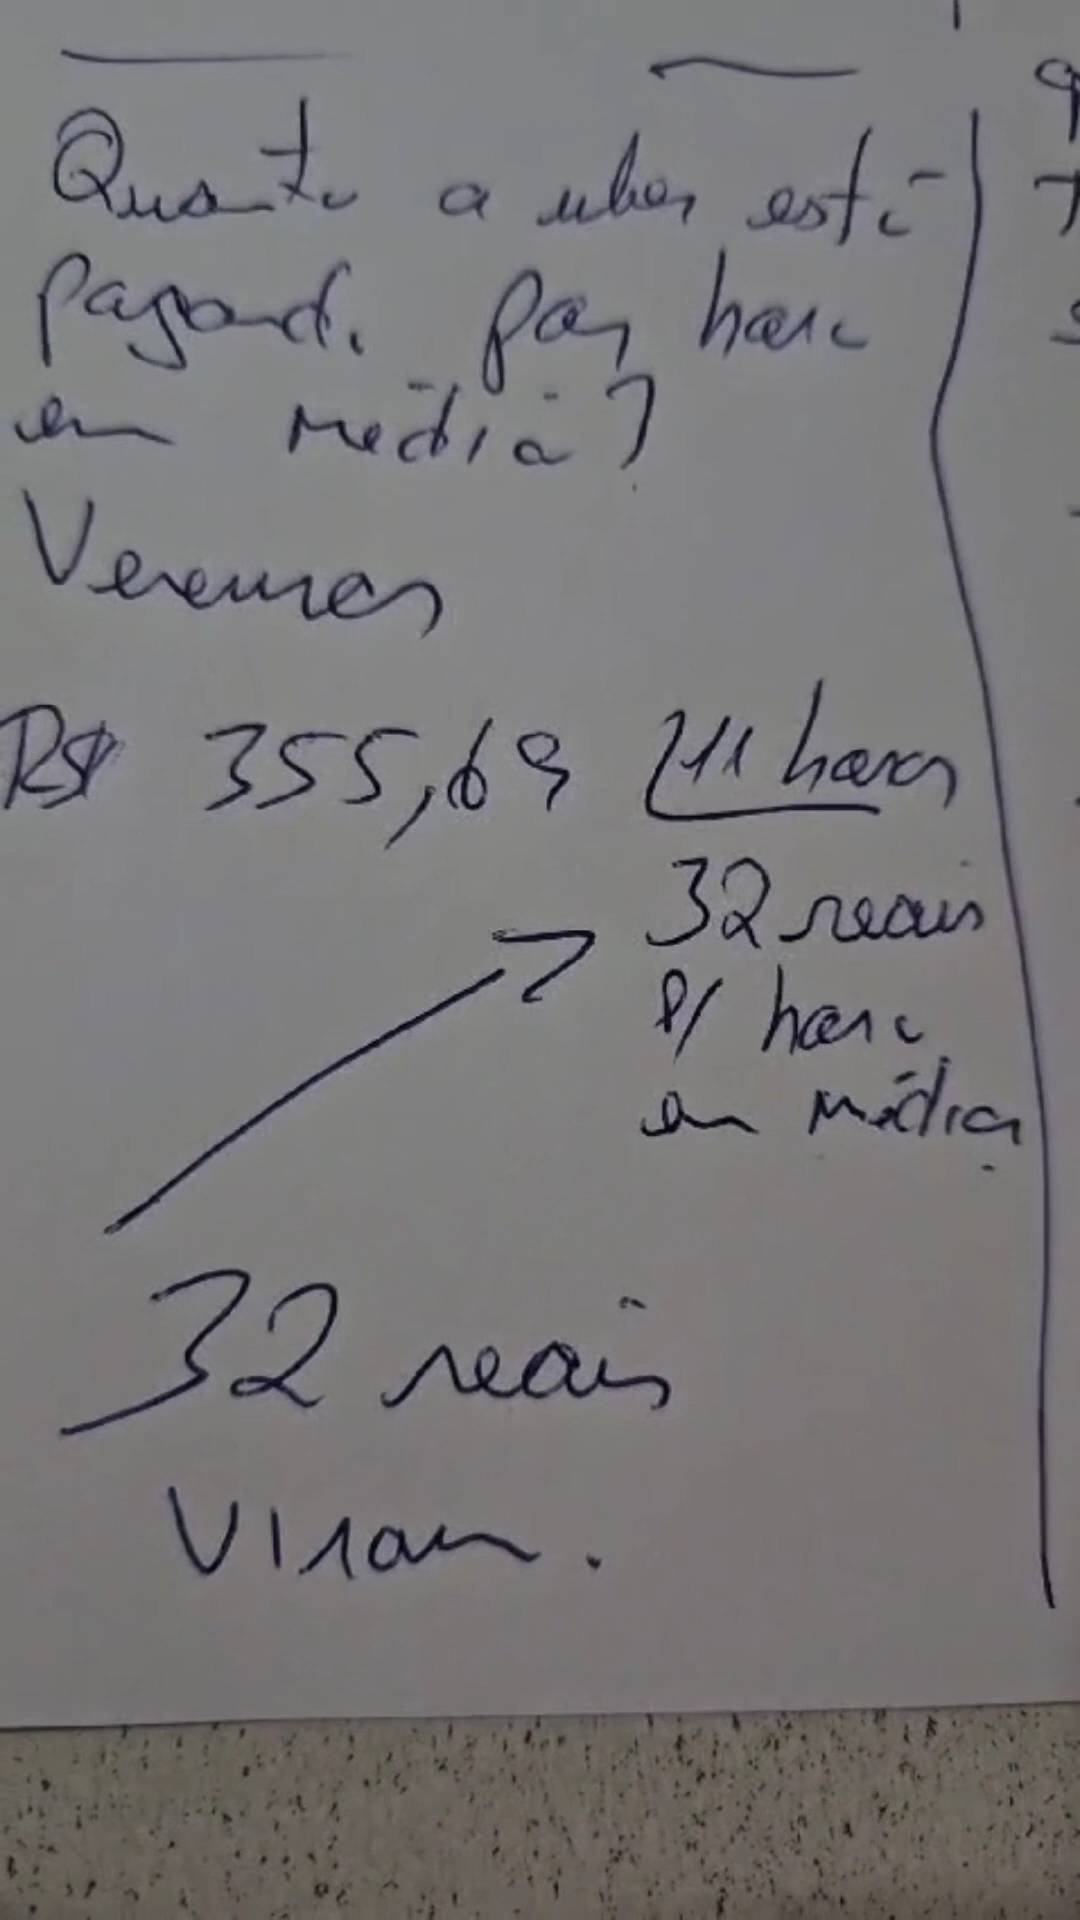 Quanto a uber está
pagando por hora
em média?
Veremos
R$ 355,69 11 horas
32 reais
p/ hora
em média
32 reais
Viram.